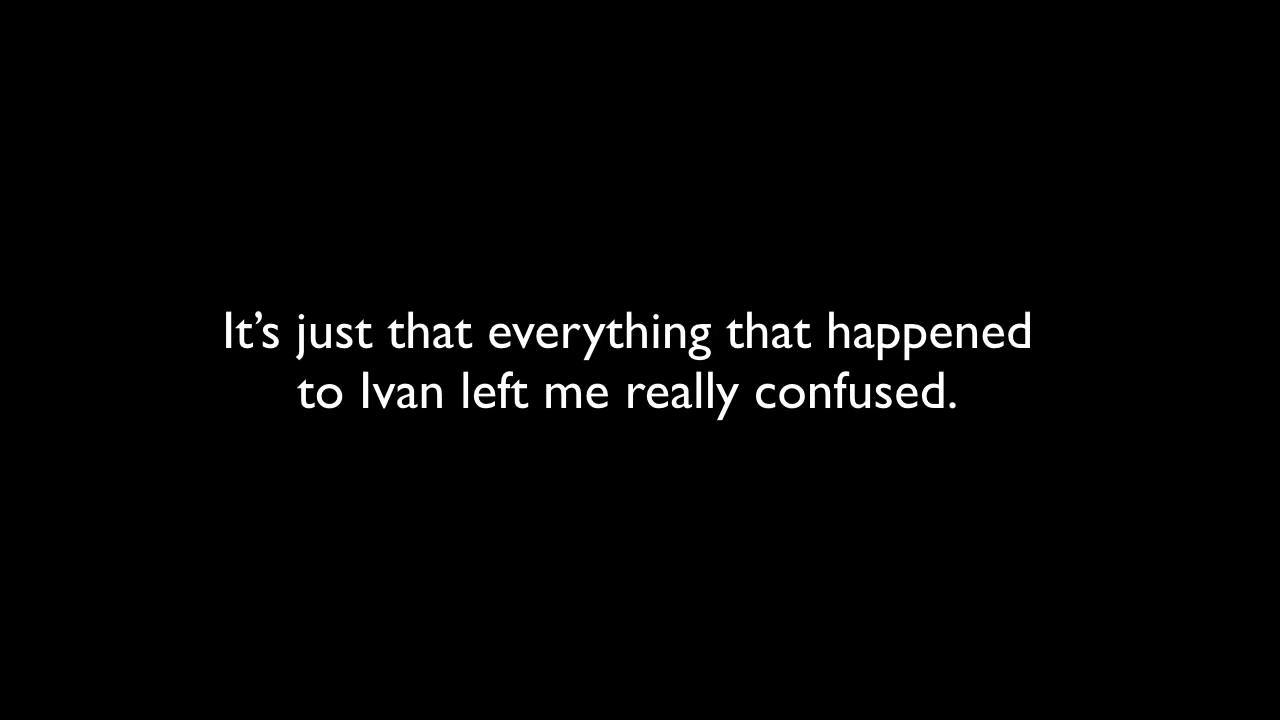 It’s just that everything that happened
to Ivan left me really confused.